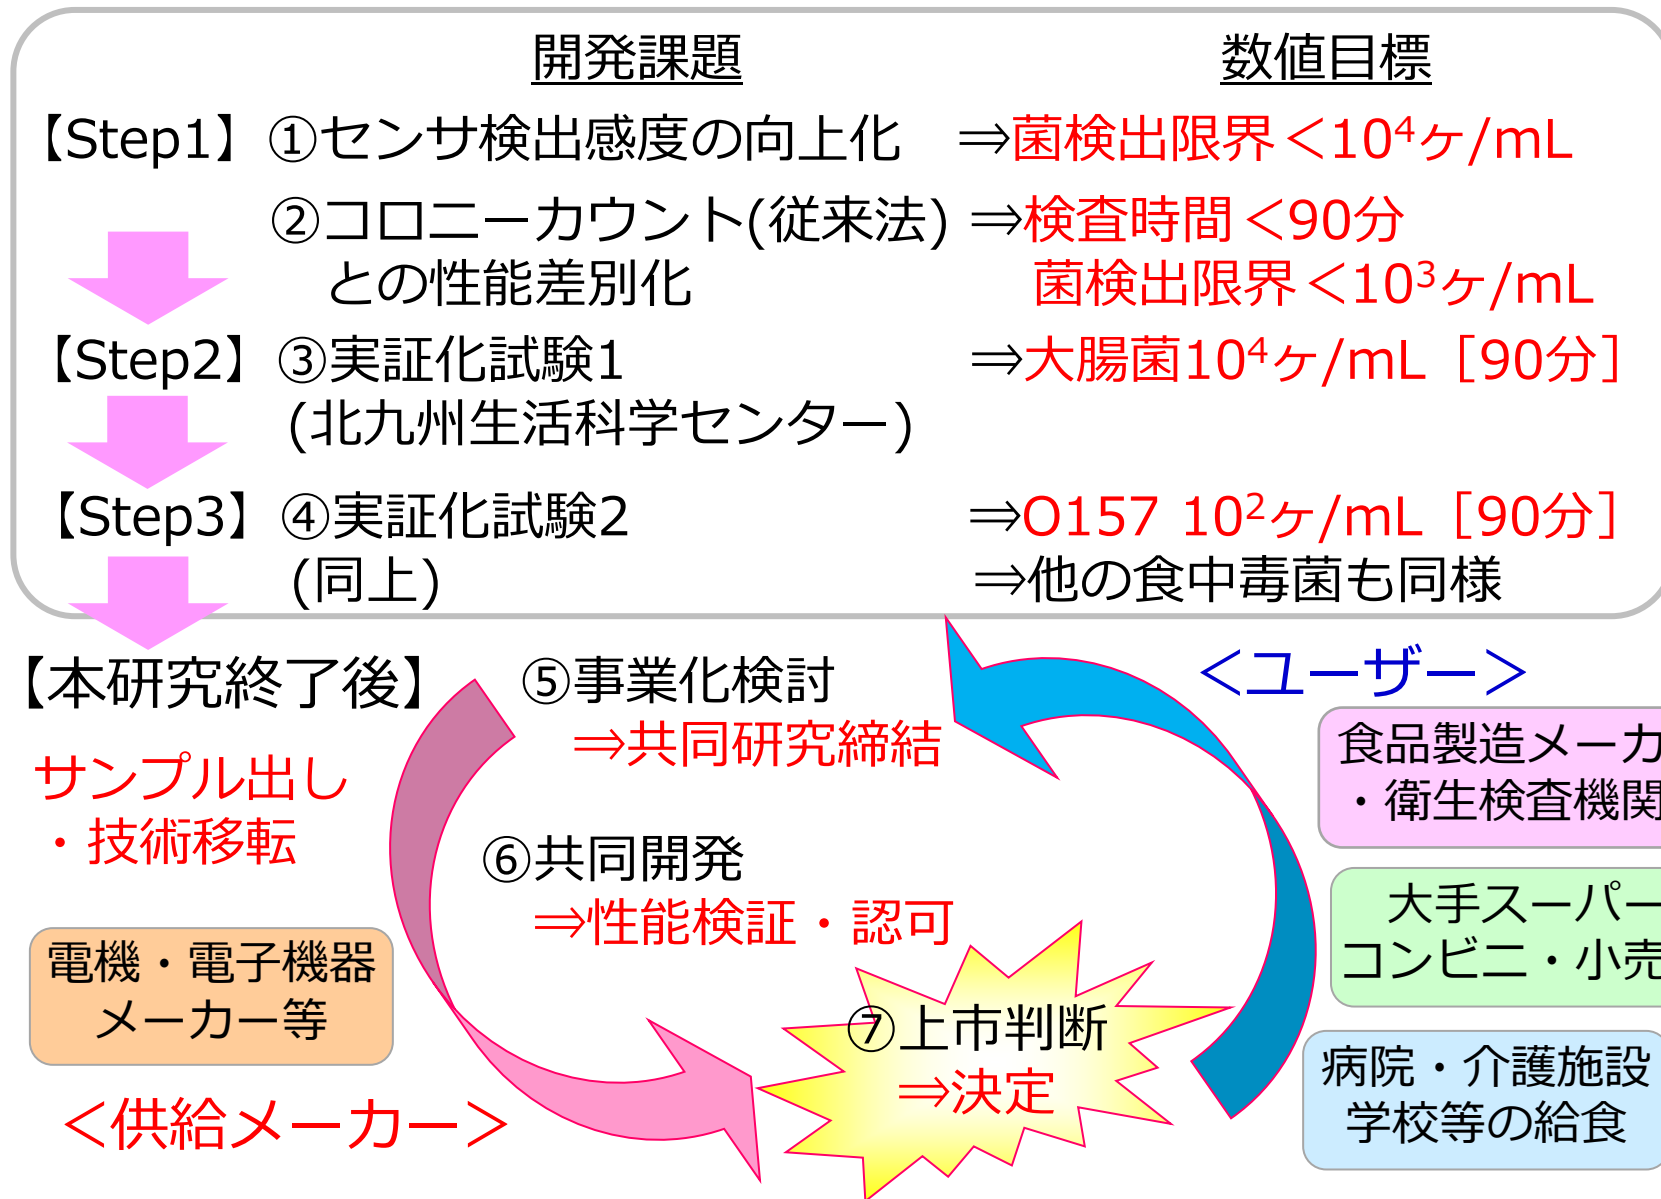 開発課題 数値目標
【Step1】①センサ検出感度の向上化 ⇒菌検出限界＜10⁴ヶ/mL
②コロニーカウント(従来法) ⇒検査時間＜90分
との性能差別化 菌検出限界＜10³ヶ/mL
【Step2】③実証化試験1 ⇒大腸菌10⁴ヶ/mL［90分］
(北九州生活科学センター)
【Step3】④実証化試験2 ⇒O157 10²ヶ/mL［90分］
(同上) ⇒他の食中毒菌も同様
【本研究終了後】
サンプル出し
・技術移転
電機・電子機器
メーカー等
＜供給メーカー＞
⑤事業化検討
⇒共同研究締結
⑥共同開発
⇒性能検証・認可
⑦上市判断
⇒決定
＜ユーザー＞
食品製造メーカ
・衛生検査機関
大手スーパー
コンビニ・小売
病院・介護施設
学校等の給食